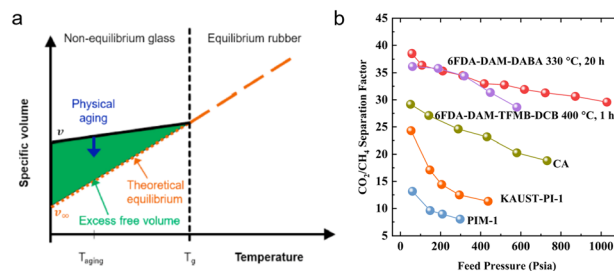 a
Non-equilibrium glass
Equilibrium rubber
Physical
aging
v
v∞
Theoretical
equilibrium
Excess free volume
Specific volume
Taging
Tg
Temperature
b
CO2/CH4 Separation Factor
45
40
35
30
25
20
15
10
5
6FDA-DAM-DABA 330 °C, 20 h
6FDA-DAM-TFMB-DCB 400 °C, 1 h
CA
KAUST-PI-1
PIM-1
0
200
400
600
800
1000
Feed Pressure (Psia)